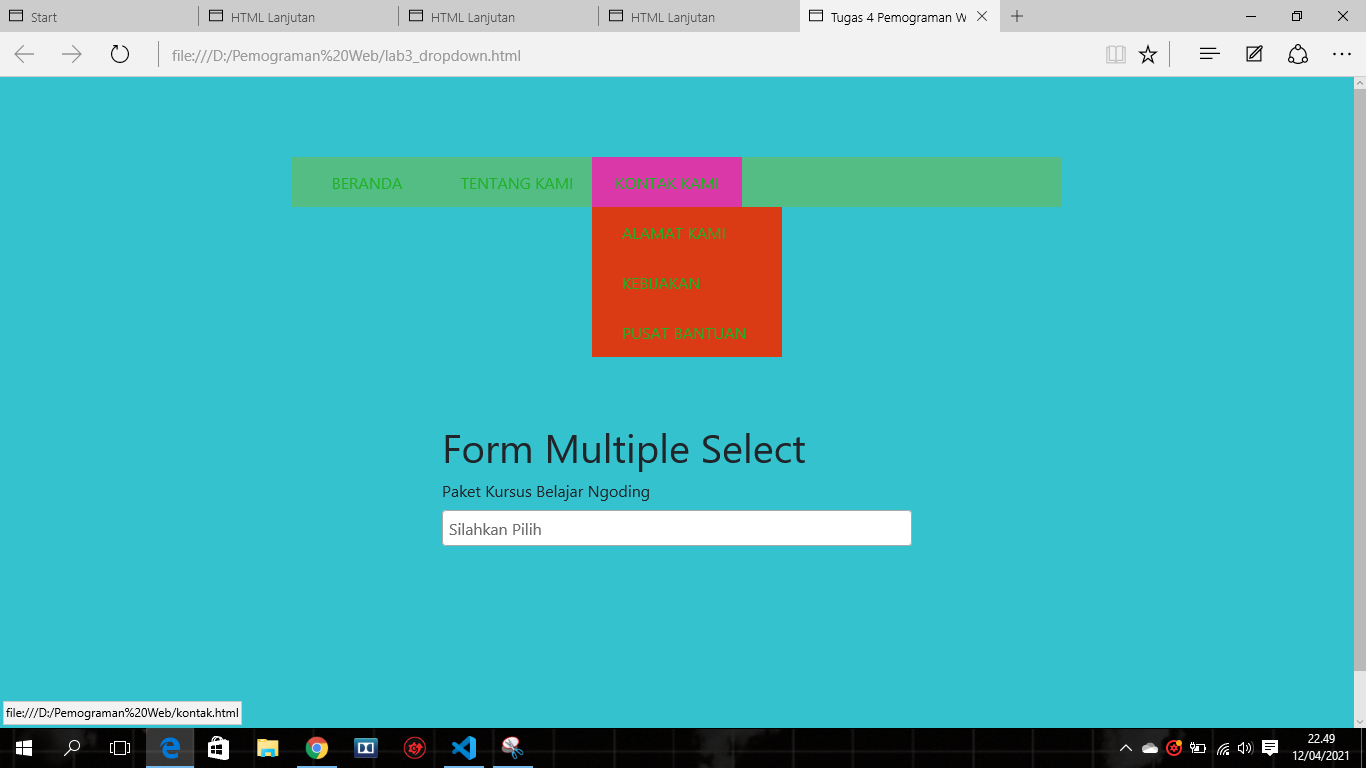 Start
HTML Lanjutan
HTML Lanjutan
HTML Lanjutan
Tugas 4 Pemograman W
file:///D:/Pemograman%20Web/lab3_dropdown.html
BERANDA
TENTANG KAMI
KONTAK KAMI
ALAMAT KAMI
KEBIJAKAN
PUSAT BANTUAN
Form Multiple Select
Paket Kursus Belajar Ngoding
Silahkan Pilih
file:///D:/Pemograman%20Web/kontak.html
22.49
12/04/2021